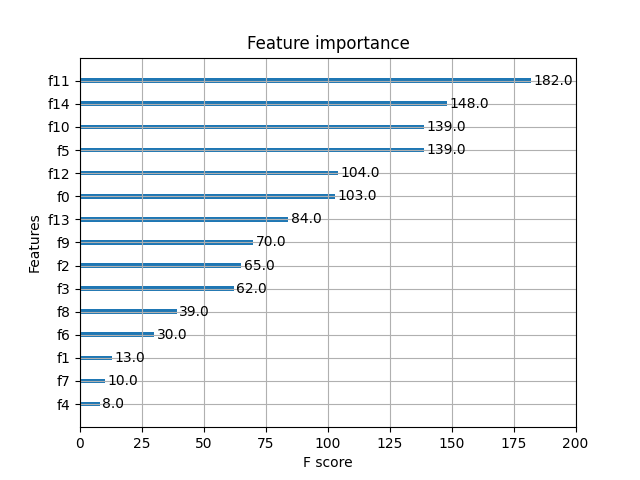 Feature importance
f11 182.0
f14 148.0
f10 139.0
f5 139.0
f12 104.0
f0 103.0
f13 84.0
f9 70.0
f2 65.0
f3 62.0
f8 39.0
f6 30.0
f1 13.0
f7 10.0
f4 8.0
Features
0 25 50 75 100 125 150 175 200
F score